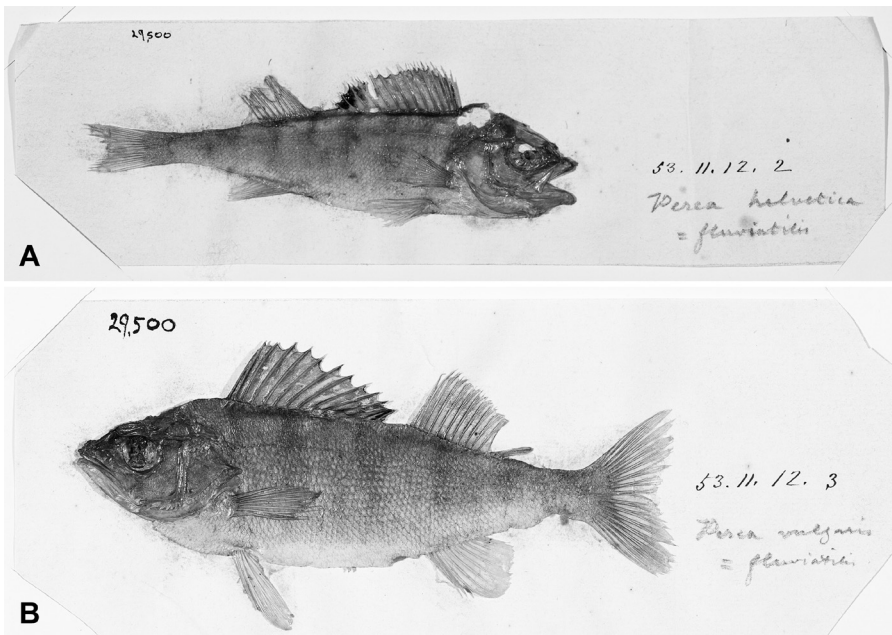 29,500
53. 11. 12. 2
Perca helvetica
= fluviatilis
A
29,500
53. 11. 12. 3
Perca vulgaris
= fluviatilis
B